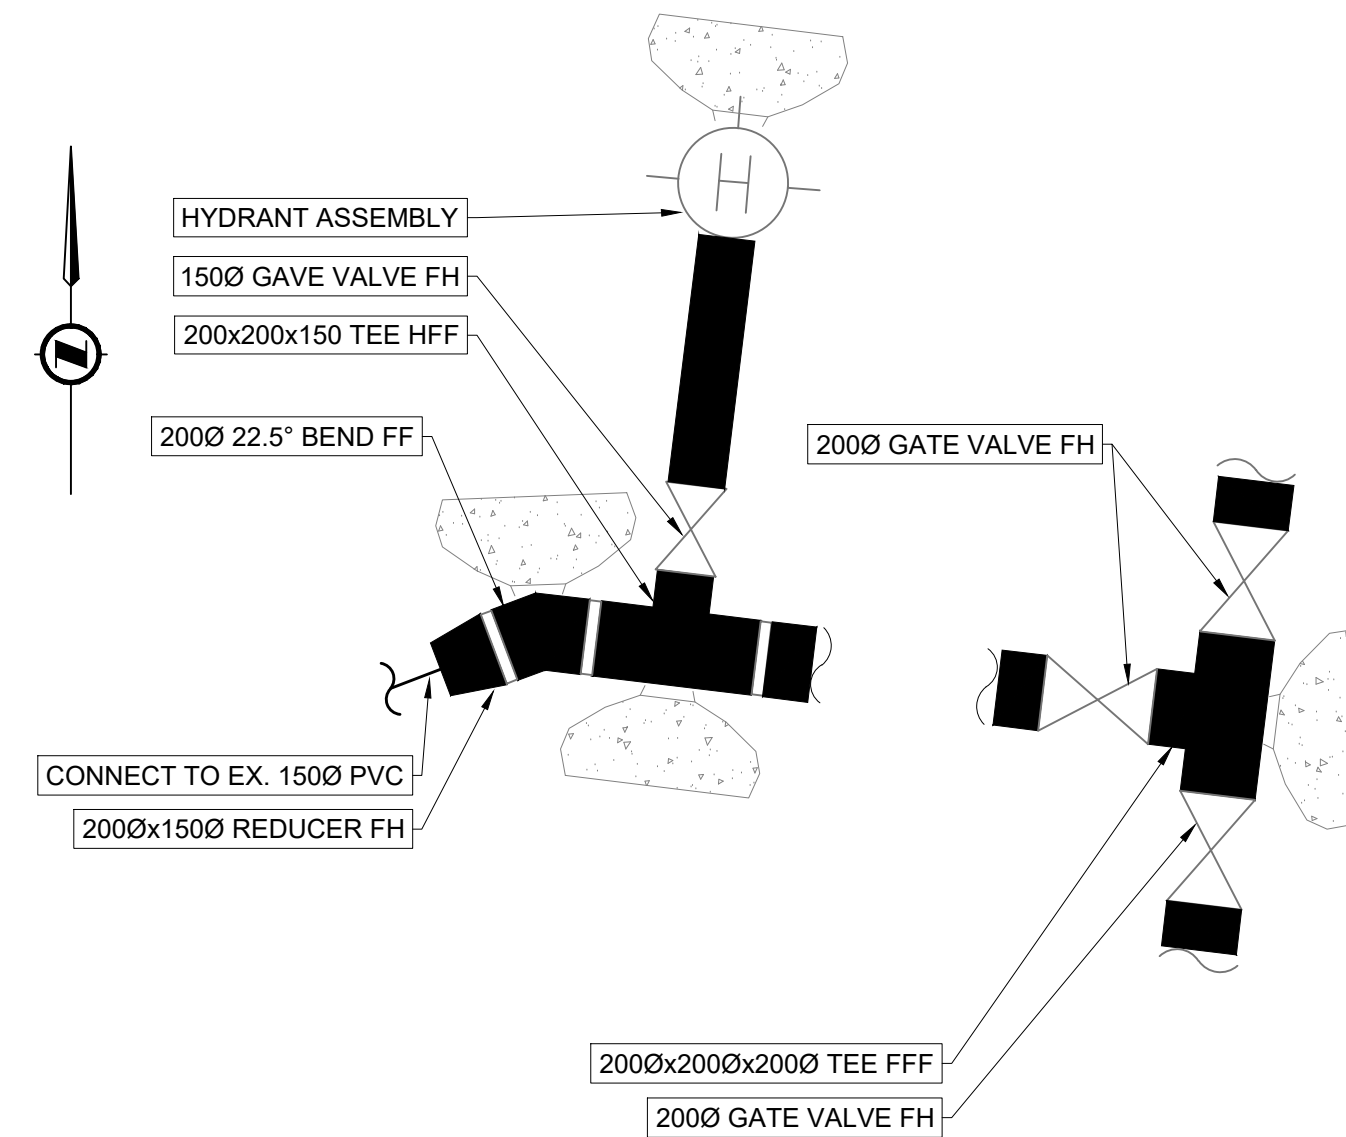 H
HYDRANT ASSEMBLY
150Ø GAVE VALVE FH
200x200x150 TEE HFF
200Ø 22.5° BEND FF
200Ø GATE VALVE FH
Z
CONNECT TO EX. 150Ø PVC
200Øx150Ø REDUCER FH
200Øx200Øx200Ø TEE FFF
200Ø GATE VALVE FH